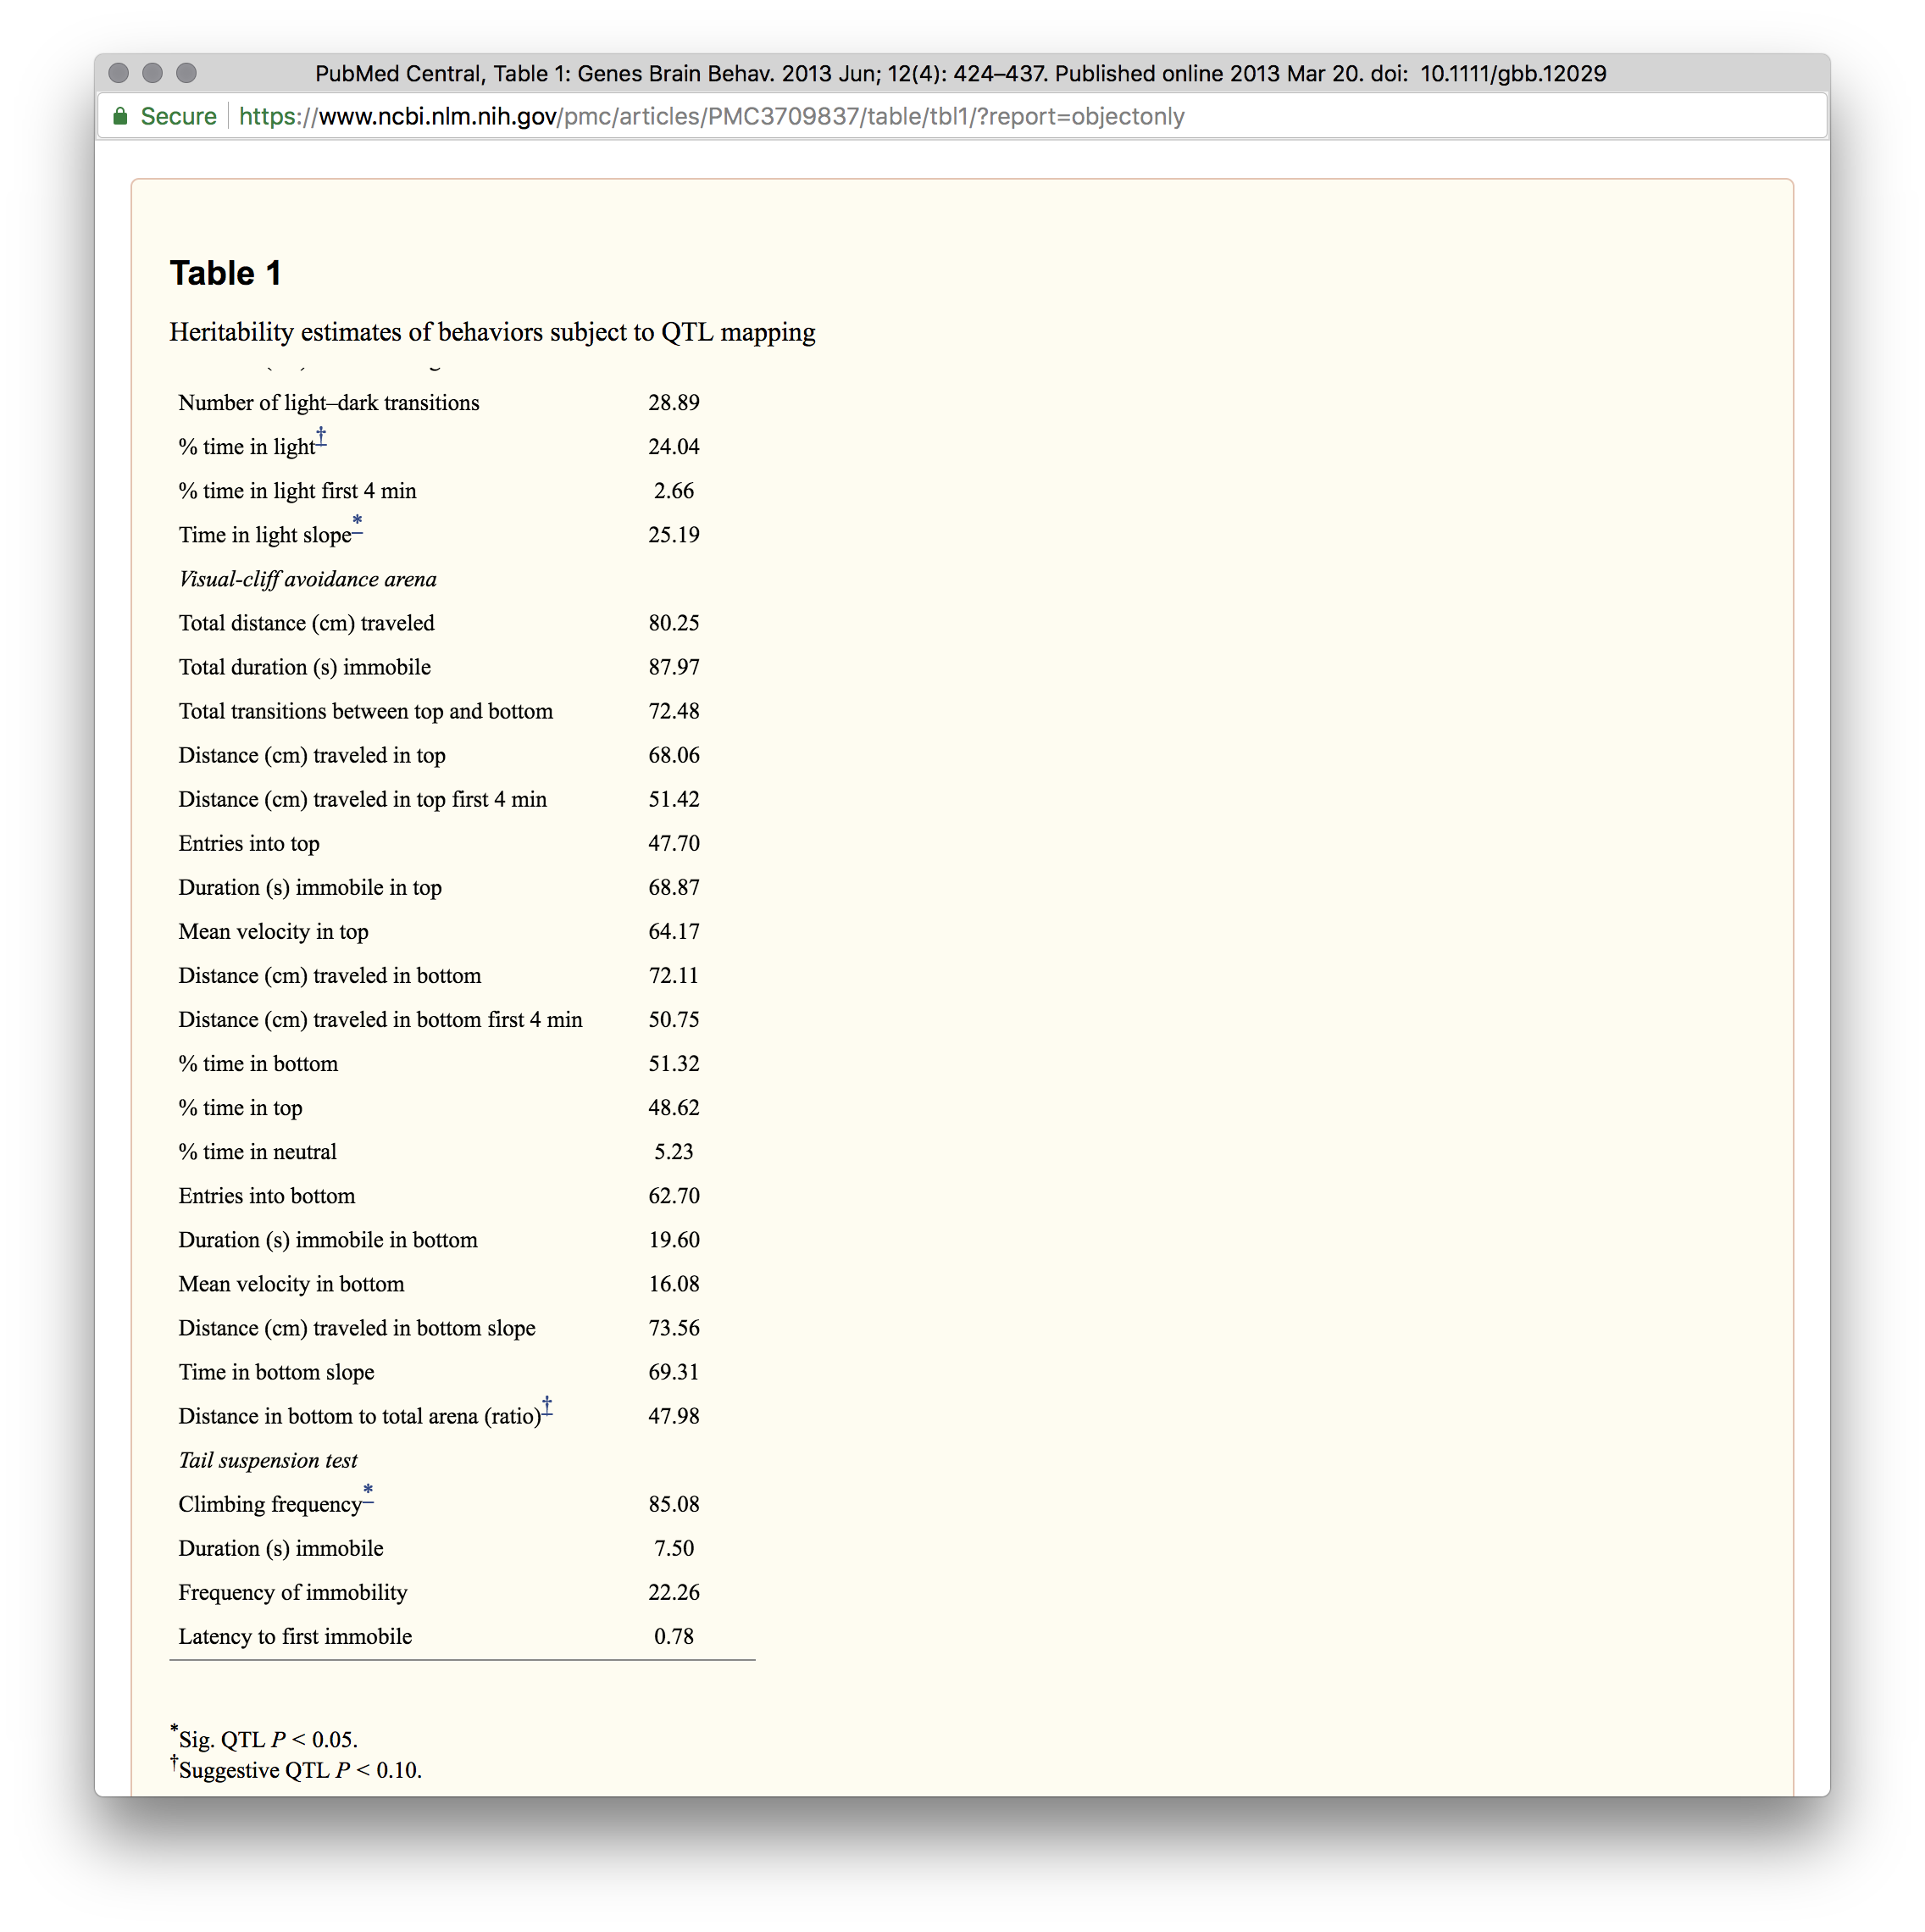 PubMed Central, Table 1: Genes Brain Behav. 2013 Jun; 12(4): 424–437. Published online 2013 Mar 20. doi: 10.1111/gbb.12029
Secure https://www.ncbi.nlm.nih.gov/pmc/articles/PMC3709837/table/tbl1/?report=objectonly
Table 1
Heritability estimates of behaviors subject to QTL mapping
Number of light–dark transitions 28.89
% time in light† 24.04
% time in light first 4 min 2.66
Time in light slope* 25.19
Visual-cliff avoidance arena
Total distance (cm) traveled 80.25
Total duration (s) immobile 87.97
Total transitions between top and bottom 72.48
Distance (cm) traveled in top 68.06
Distance (cm) traveled in top first 4 min 51.42
Entries into top 47.70
Duration (s) immobile in top 68.87
Mean velocity in top 64.17
Distance (cm) traveled in bottom 72.11
Distance (cm) traveled in bottom first 4 min 50.75
% time in bottom 51.32
% time in top 48.62
% time in neutral 5.23
Entries into bottom 62.70
Duration (s) immobile in bottom 19.60
Mean velocity in bottom 16.08
Distance (cm) traveled in bottom slope 73.56
Time in bottom slope 69.31
Distance in bottom to total arena (ratio)† 47.98
Tail suspension test
Climbing frequency* 85.08
Duration (s) immobile 7.50
Frequency of immobility 22.26
Latency to first immobile 0.78
*Sig. QTL P < 0.05.
†Suggestive QTL P < 0.10.